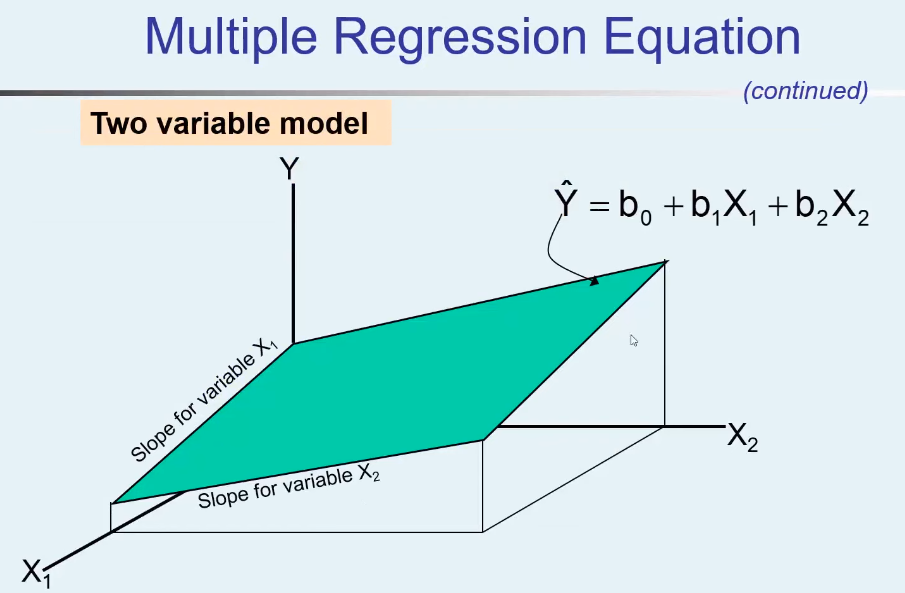 Multiple Regression Equation
(continued)
Two variable model
Y
Ŷ = b₀ + b₁X₁ + b₂X₂
Slope for variable X₁
X₂
Slope for variable X₂
X₁